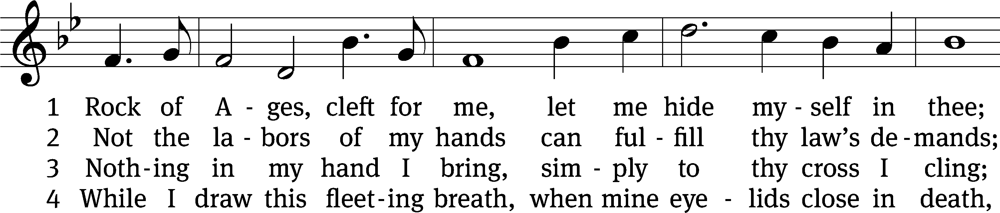 1 Rock of A - ges, cleft for me, let me hide my - self in thee;
2 Not the la - bors of my hands can ful - fill thy law’s de - mands;
3 Noth - ing in my hand I bring, sim - ply to thy cross I cling;
4 While I draw this fleet - ing breath, when mine eye - lids close in death,